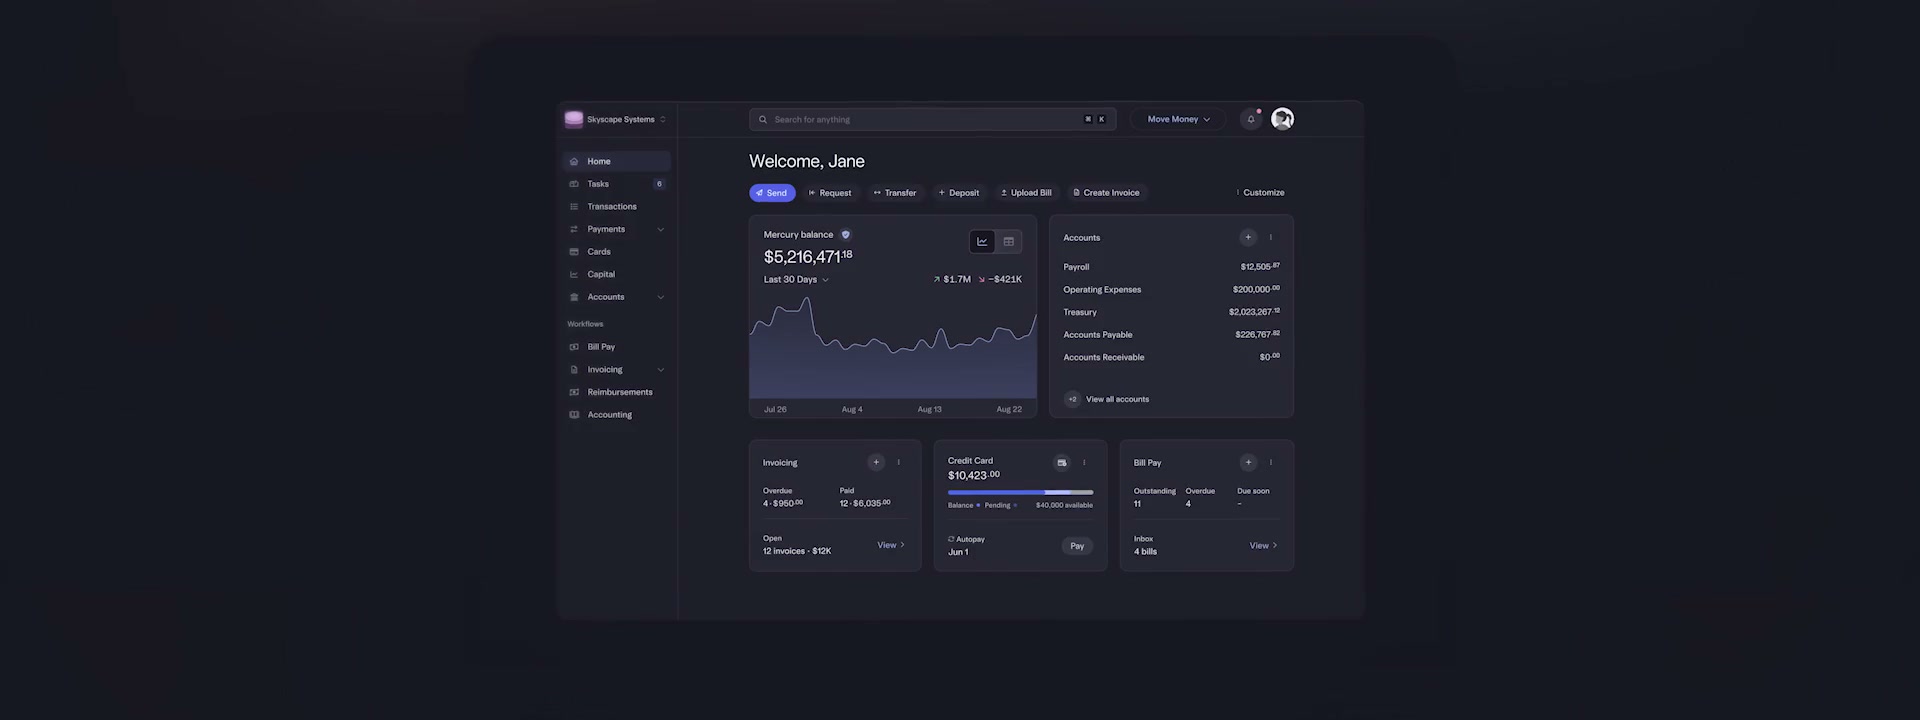 Skyscape Systems
Search for anything
⌘ K
Move Money
Home
Tasks 6
Transactions
Payments
Cards
Capital
Accounts
Workflows
Bill Pay
Invoicing
Reimbursements
Accounting
Welcome, Jane
Send Request Transfer Deposit Upload Bill Create Invoice Customize
Mercury balance
$5,216,471.18
Last 30 Days $1.7M −$421K
Jul 26 Aug 4 Aug 13 Aug 22
Accounts
Payroll $12,505.87
Operating Expenses $200,000.00
Treasury $2,023,267.12
Accounts Payable $226,767.82
Accounts Receivable $0.00
+2 View all accounts
Invoicing
Overdue Paid
4 · $950.00 12 · $6,035.00
Open
12 invoices · $12K
View
Credit Card
$10,423.00
Balance Pending $40,000 available
Autopay
Jun 1
Pay
Bill Pay
Outstanding Overdue Due soon
11 4 –
Inbox
4 bills
View